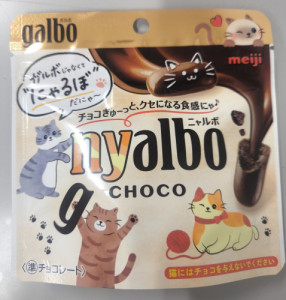 galbo
meiji
ガルボじゃなくて
"にゃるぼ"
だにゃー
チョコぎゅーっと、クセになる食感にゃ♪
nyalbo
ニャルボ
g
CHOCO
猫にはチョコを与えないでください
〈準チョコレート〉